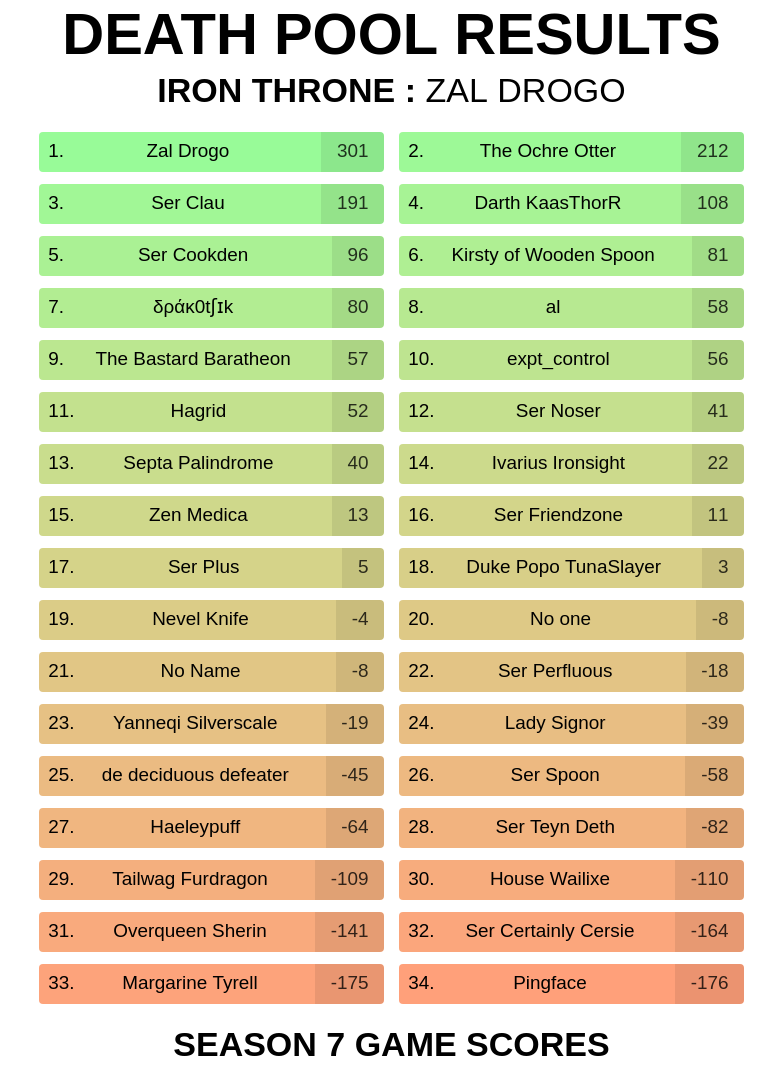 DEATH POOL RESULTS
IRON THRONE : ZAL DROGO
1. Zal Drogo 301
2. The Ochre Otter 212
3. Ser Clau 191
4. Darth KaasThorR 108
5. Ser Cookden 96
6. Kirsty of Wooden Spoon 81
7. δράκ0tʃɪk 80
8. al 58
9. The Bastard Baratheon 57
10. expt_control 56
11. Hagrid 52
12. Ser Noser 41
13. Septa Palindrome 40
14. Ivarius Ironsight 22
15. Zen Medica 13
16. Ser Friendzone 11
17. Ser Plus 5
18. Duke Popo TunaSlayer 3
19. Nevel Knife -4
20. No one -8
21. No Name -8
22. Ser Perfluous -18
23. Yanneqi Silverscale -19
24. Lady Signor -39
25. de deciduous defeater -45
26. Ser Spoon -58
27. Haeleypuff -64
28. Ser Teyn Deth -82
29. Tailwag Furdragon -109
30. House Wailixe -110
31. Overqueen Sherin -141
32. Ser Certainly Cersie -164
33. Margarine Tyrell -175
34. Pingface -176
SEASON 7 GAME SCORES